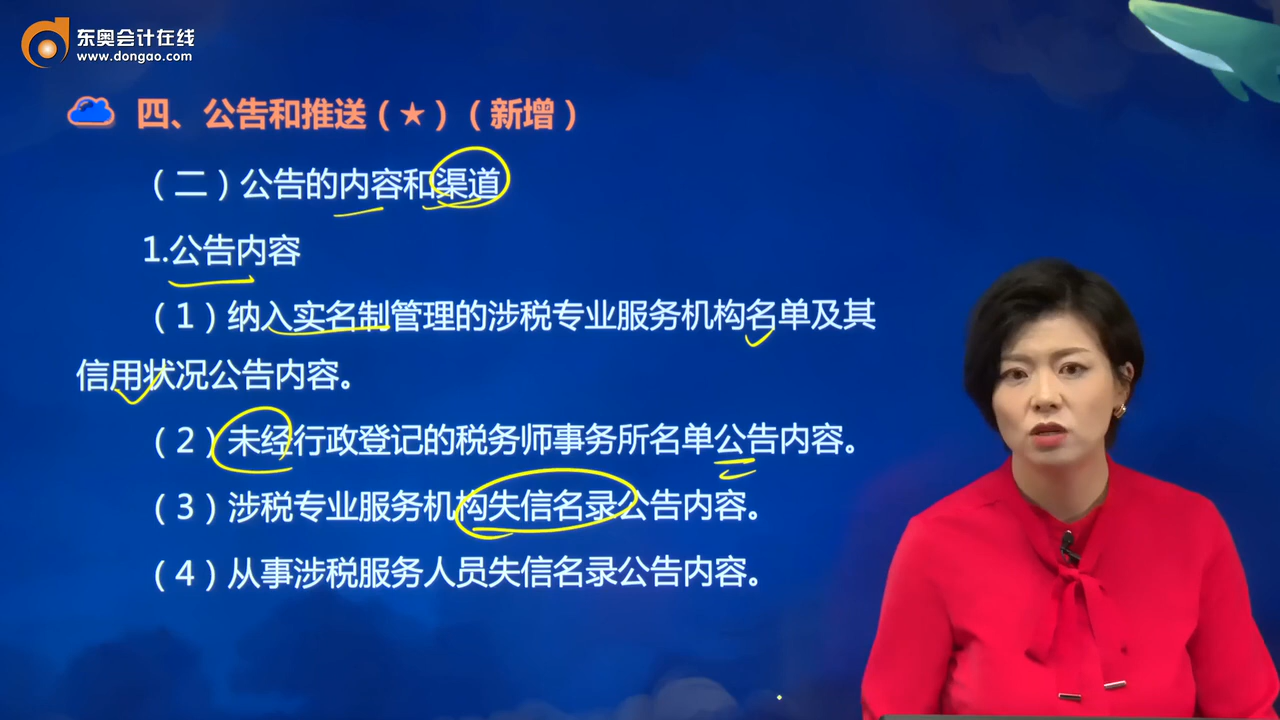 东奥会计在线
www.dongao.com
四、公告和推送（★）（新增）
（二）公告的内容和渠道
1.公告内容
（1）纳入实名制管理的涉税专业服务机构名单及其
信用状况公告内容。
（2）未经行政登记的税务师事务所名单公告内容。
（3）涉税专业服务机构失信名录公告内容。
（4）从事涉税服务人员失信名录公告内容。